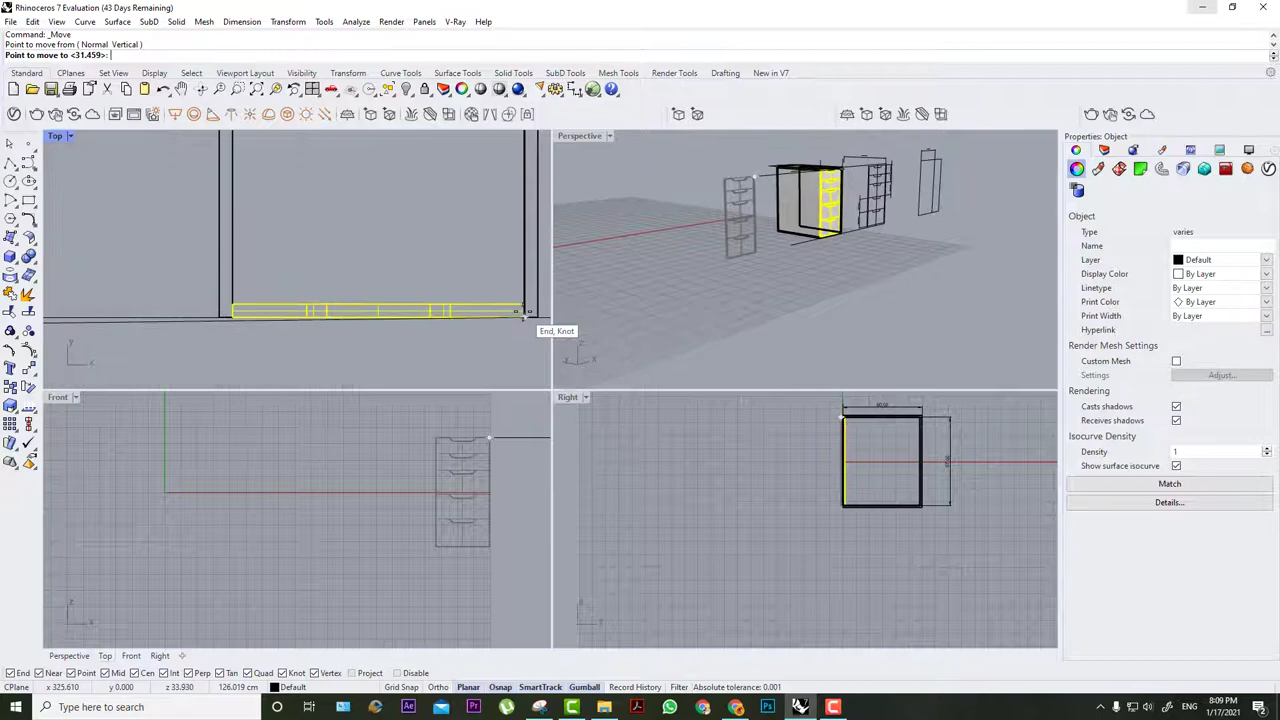 Rhinoceros 7 Evaluation (43 Days Remaining)
File Edit View Curve Surface SubD Solid Mesh Dimension Transform Tools Analyze Render Panels V-Ray Help
Command: _Move
Point to move from ( Normal Vertical )
Point to move to <31.459>:
Standard CPlanes Set View Display Select Viewport Layout Visibility Transform Curve Tools Surface Tools Solid Tools SubD Tools Mesh Tools Render Tools Drafting New in V7
Top
Perspective
Properties: Object
Object
Type varies
Name
Layer Default
Display Color By Layer
Linetype By Layer
Print Color By Layer
Print Width By Layer
Hyperlink ...
Render Mesh Settings
Custom Mesh
Settings Adjust...
Rendering
Casts shadows
Receives shadows
Isocurve Density
Density 1
Show surface isocurve
Match
Details...
End, Knot
y
x
z
y x
Front
Right
Perspective Top Front Right
End Near Point Mid Cen Int Perp Tan Quad Knot Vertex Project Disable
CPlane x 325.610 y 0.000 z 33.930 126.019 cm Default Grid Snap Ortho Planar Osnap SmartTrack Gumball Record History Filter Absolute tolerance: 0.001
Type here to search
8:09 PM
1/17/2021